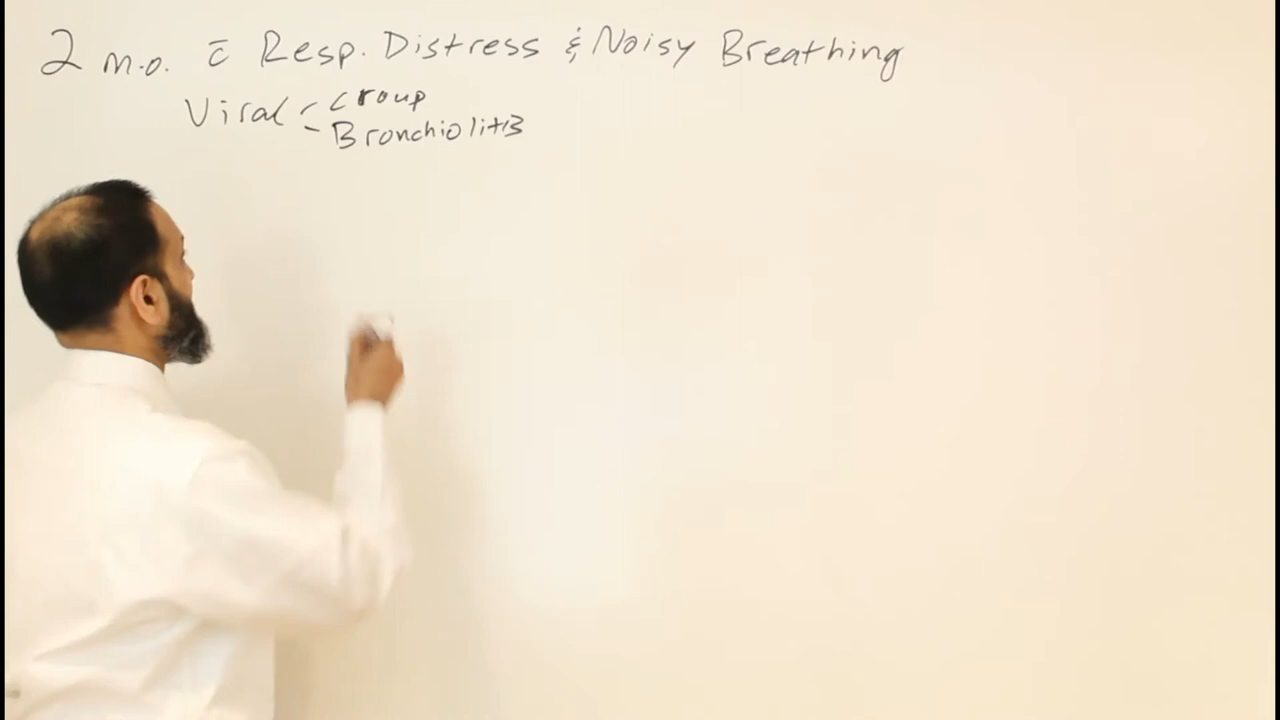 2 m.o. c̄ Resp. Distress & Noisy Breathing
Viral - Croup
- Bronchiolitis